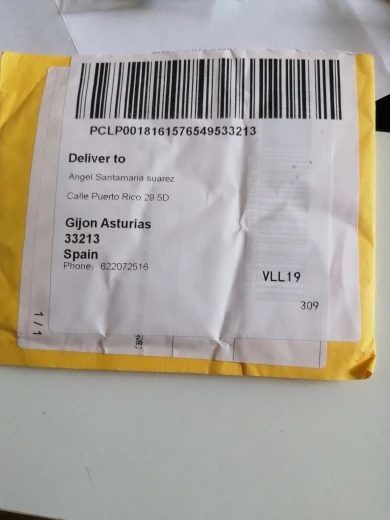 PCLP0018161576549533213
Deliver to
Angel Santamaria suarez
Calle Puerto Rico 29 5D
Gijon Asturias
33213
Spain
Phone: 622072516
VLL19
309
1 / 1